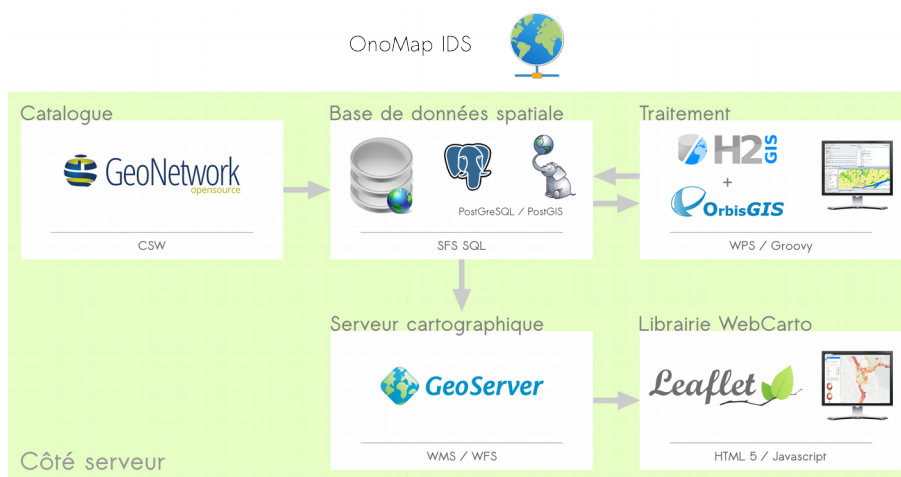 OnoMap IDS
Catalogue
GeoNetwork
opensource
CSW
Base de données spatiale
PostGreSQL / PostGIS
SFS SQL
Traitement
H2GIS
+
OrbisGIS
WPS / Groovy
Serveur cartographique
GeoServer
WMS / WFS
Librairie WebCarto
Leaflet
HTML 5 / Javascript
Côté serveur